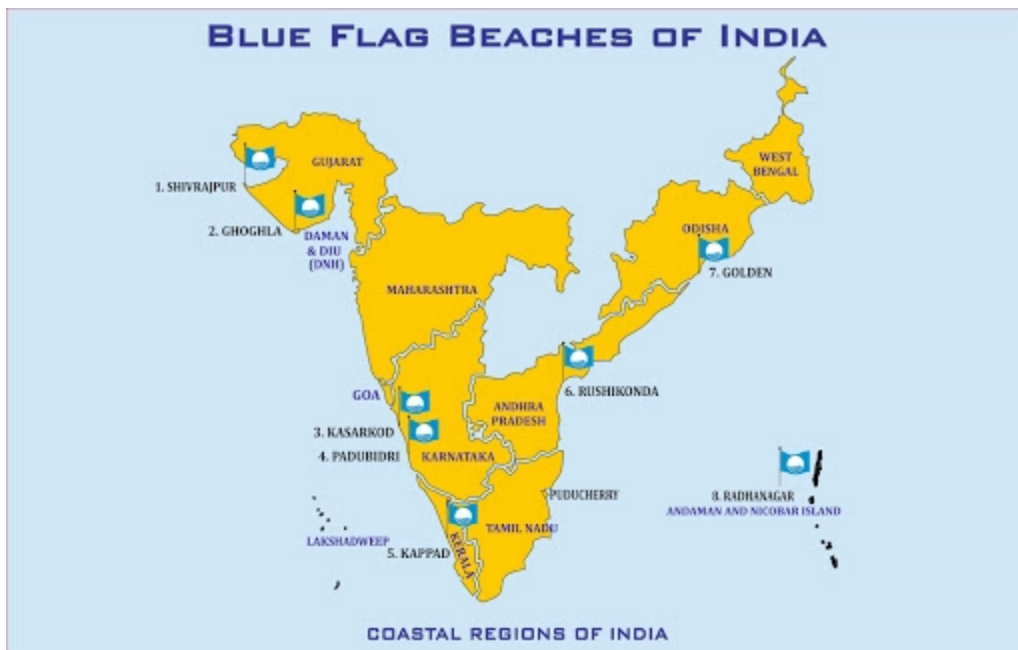 BLUE FLAG BEACHES OF INDIA
WEST
BENGAL
GUJARAT
1. SHIVRAJPUR
2. GHOGHLA
DAMAN
& DIU
(DNH)
ODISHA
7. GOLDEN
MAHARASHTRA
GOA
6. RUSHIKONDA
ANDHRA
PRADESH
3. KASARKOD
4. PADUBIDRI
KARNATAKA
PUDUCHERRY
8. RADHANAGAR
ANDAMAN AND NICOBAR ISLAND
TAMIL NADU
LAKSHADWEEP
5. KAPPAD
KERALA
COASTAL REGIONS OF INDIA